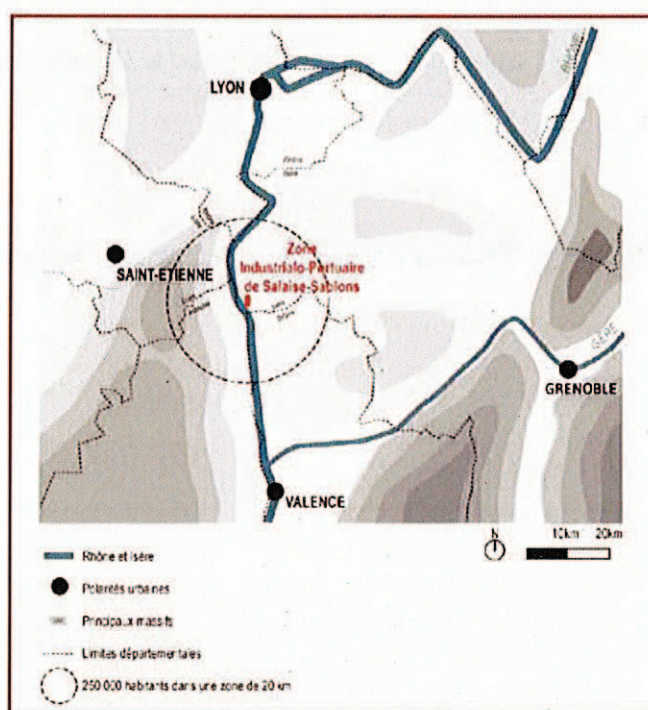 LYON
RHÔNE
SAINT-ETIENNE
Zone
Industrialo-Portuaire
de Salaise-Sablons
GRENOBLE
VALENCE
N
10km 20km
Rhône et Isère
Polarités urbaines
Principaux massifs
Limites départementales
250 000 habitants dans une zone de 20 km